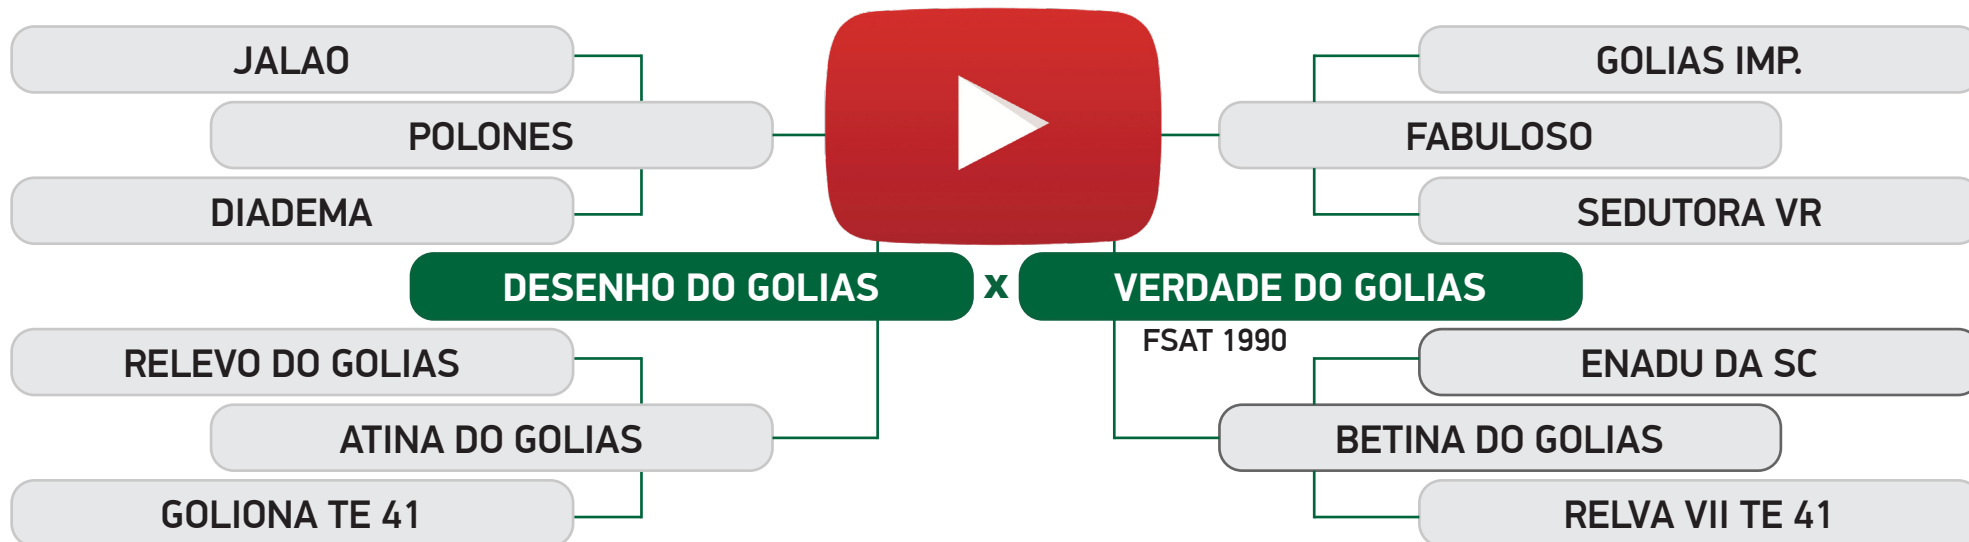 JALAO
GOLIAS IMP.
POLONES
FABULOSO
DIADEMA
SEDUTORA VR
DESENHO DO GOLIAS x VERDADE DO GOLIAS
FSAT 1990
RELEVO DO GOLIAS
ENADU DA SC
ATINA DO GOLIAS
BETINA DO GOLIAS
GOLIONA TE 41
RELVA VII TE 41